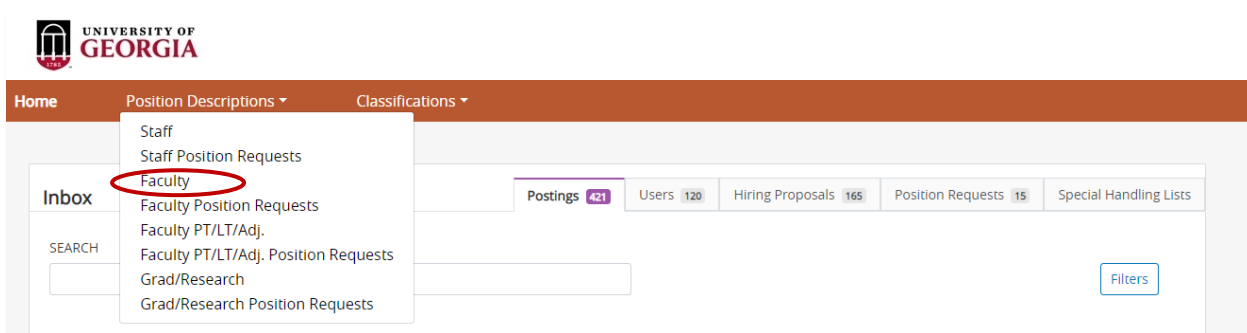 UNIVERSITY OF
GEORGIA
1785
Home Position Descriptions Classifications
Staff
Staff Position Requests
Faculty
Faculty Position Requests
Faculty PT/LT/Adj.
Faculty PT/LT/Adj. Position Requests
Grad/Research
Grad/Research Position Requests
Inbox Postings 421 Users 120 Hiring Proposals 165 Position Requests 15 Special Handling Lists
SEARCH
Filters